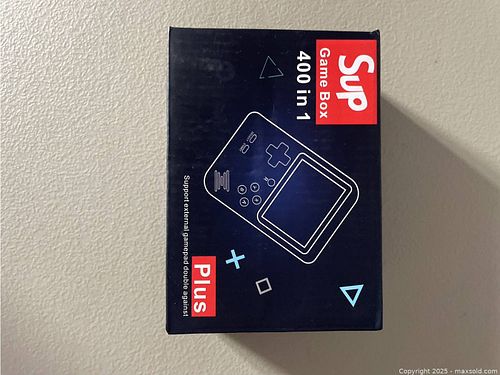 Sup
Game Box
400 in 1
Plus
Support external gamepad double against
Copyright 2025 - maxsold.com